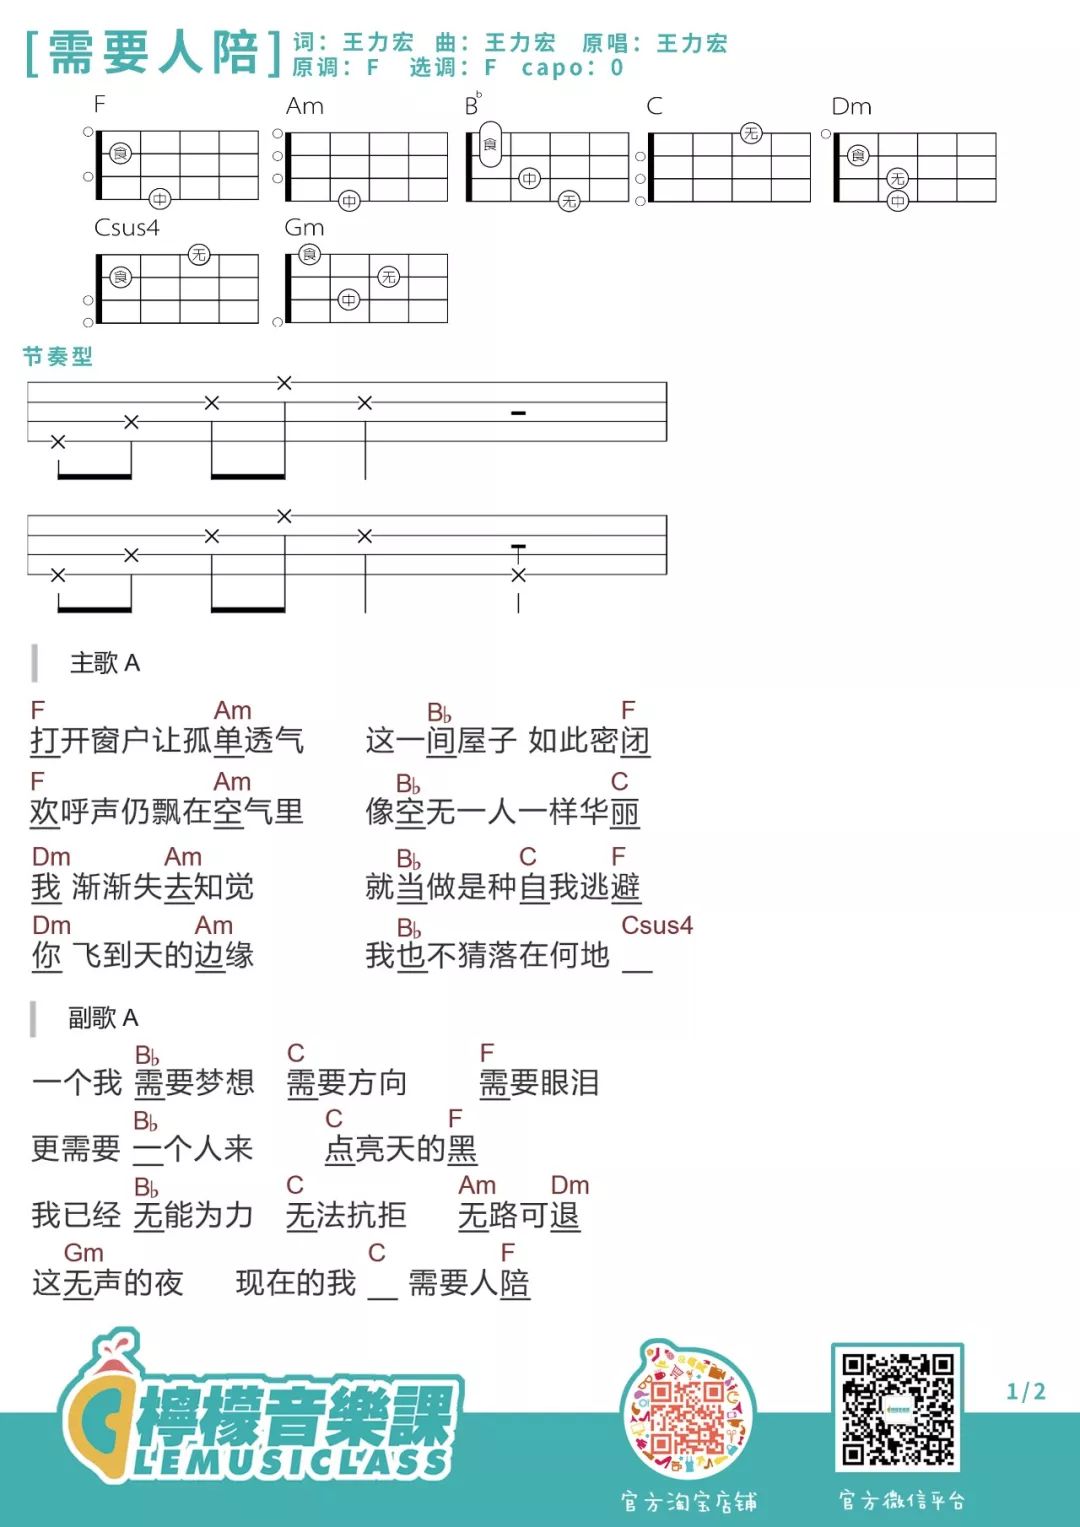 [需要人陪] 词：王力宏 曲：王力宏 原唱：王力宏
原调：F 选调：F capo：0
F Am B♭ C Dm
食 中
中
食 中 无
无
食 无 中
Csus4 Gm
无 食
食 无 中
节奏型
主歌 A
F Am B♭ F
打开窗户让孤单透气 这一间屋子 如此密闭
F Am B♭ C
欢呼声仍飘在空气里 像空无一人一样华丽
Dm Am B♭ C F
我 渐渐失去知觉 就当做是种自我逃避
Dm Am B♭ Csus4
你 飞到天的边缘 我也不猜落在何地 __
副歌 A
B♭ C F
一个我 需要梦想 需要方向 需要眼泪
B♭ C F
更需要 一个人来 点亮天的黑
B♭ C Am Dm
我已经 无能为力 无法抗拒 无路可退
Gm C F
这无声的夜 现在的我 __ 需要人陪
檸檬音樂課
LEMUSICLASS
官方淘宝店铺
官方微信平台
1/2